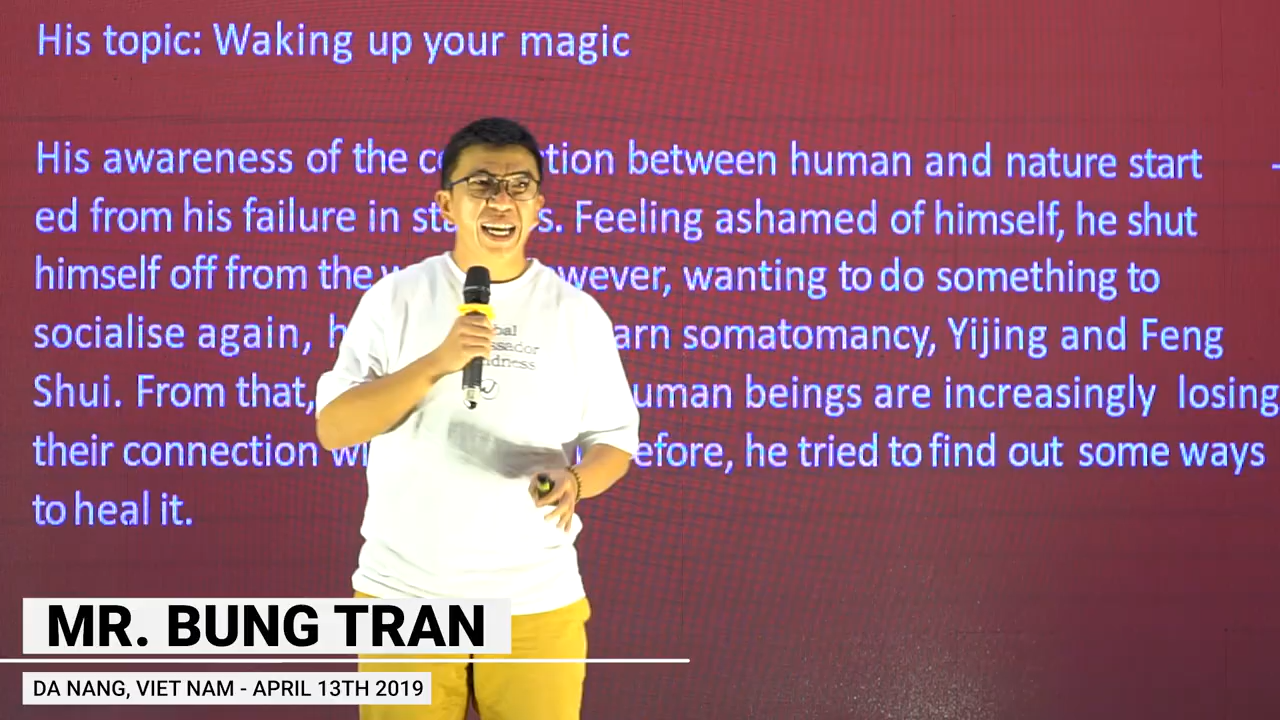 His topic: Waking up your magic
His awareness of the tion between human and nature start
ed from his failure in s. Feeling ashamed of himself, he shut
himself off from the wever, wanting to do something to
socialise again, arn somatomancy, Yijing and Feng
Shui. From that, uman beings are increasingly losing
their connection efore, he tried to find out some ways
to heal it.
bal
ssador
ndness
MR. BUNG TRAN
DA NANG, VIET NAM - APRIL 13TH 2019